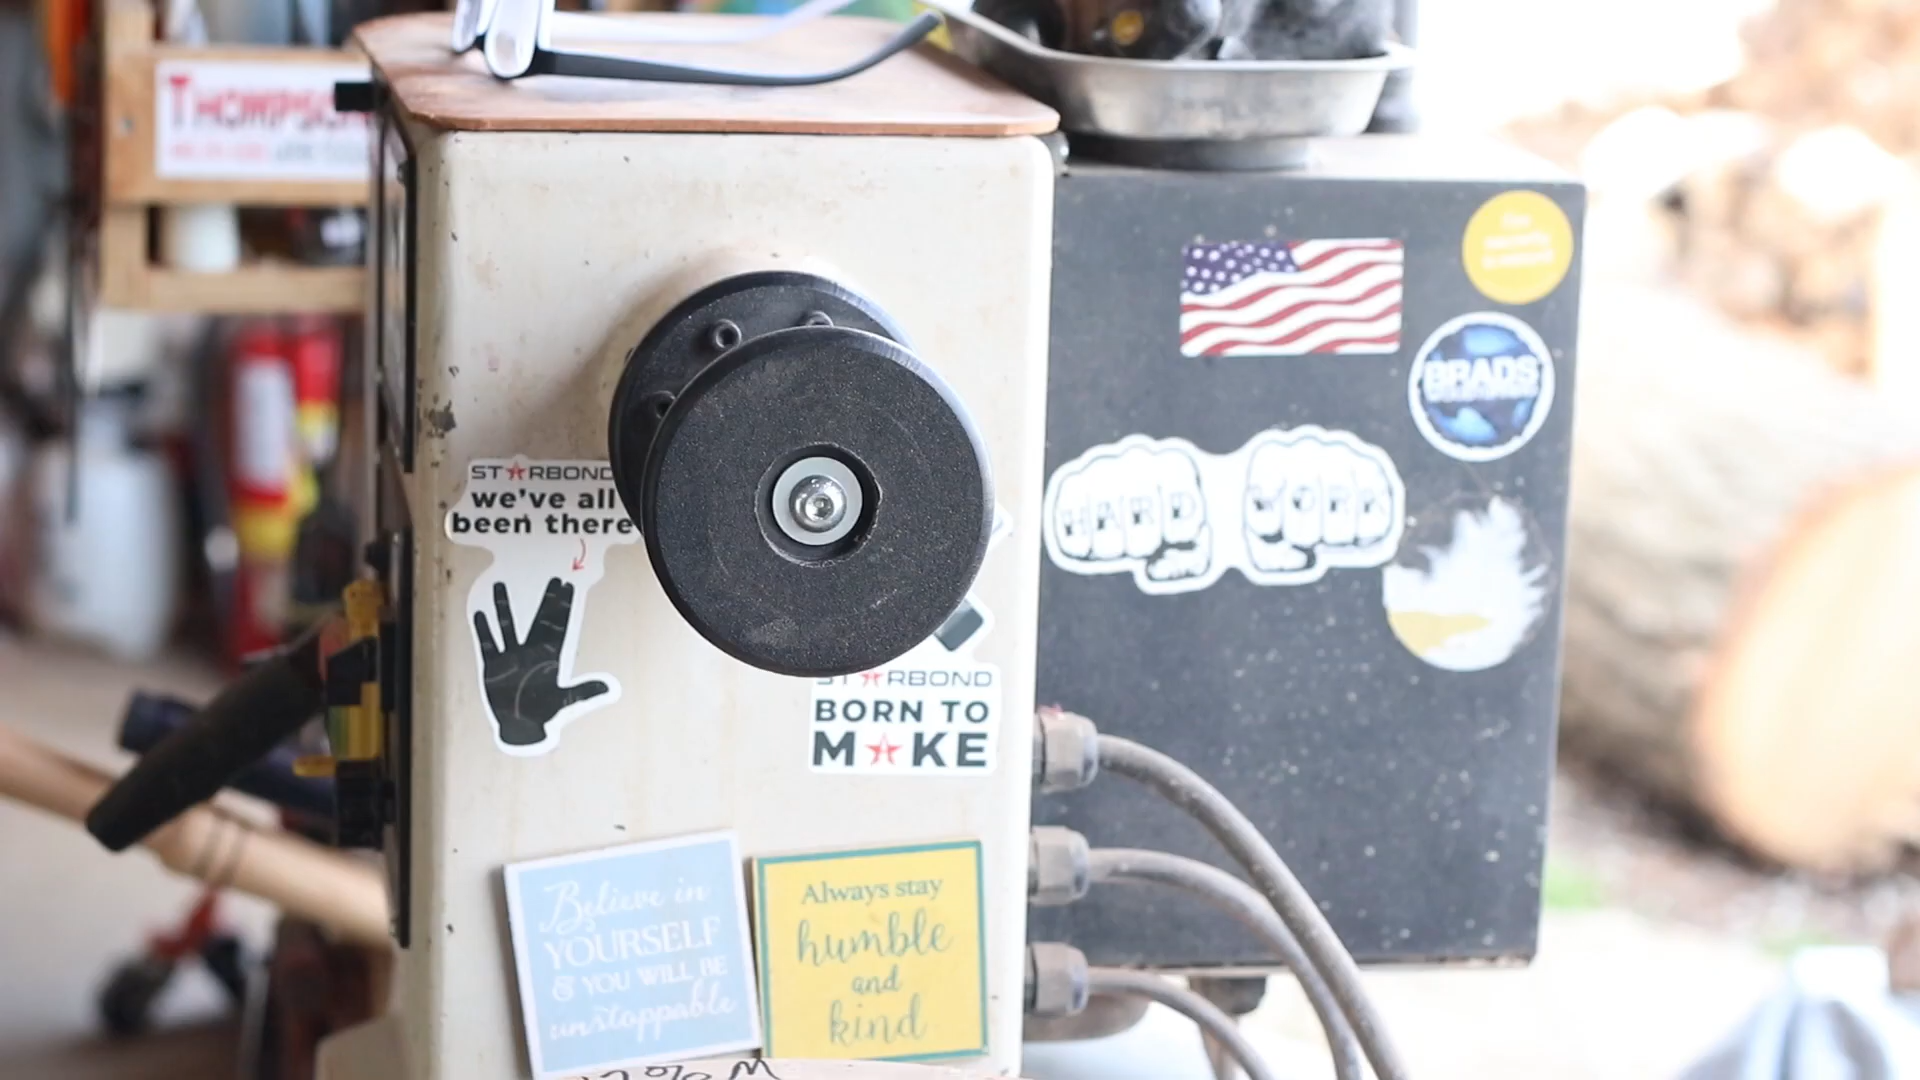 THOMPSON
BRADS
STARBOND
we've all
been there
HARD WORK
STARBOND
BORN TO
MAKE
Believe in
YOURSELF
& YOU WILL BE
unstoppable
Always stay
humble
and
kind